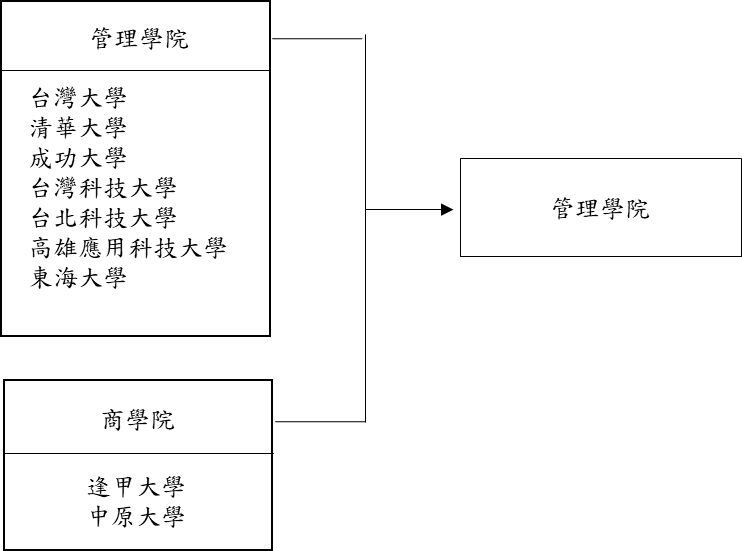 管理學院
台灣大學
清華大學
成功大學
台灣科技大學
台北科技大學
高雄應用科技大學
東海大學
商學院
逢甲大學
中原大學
管理學院